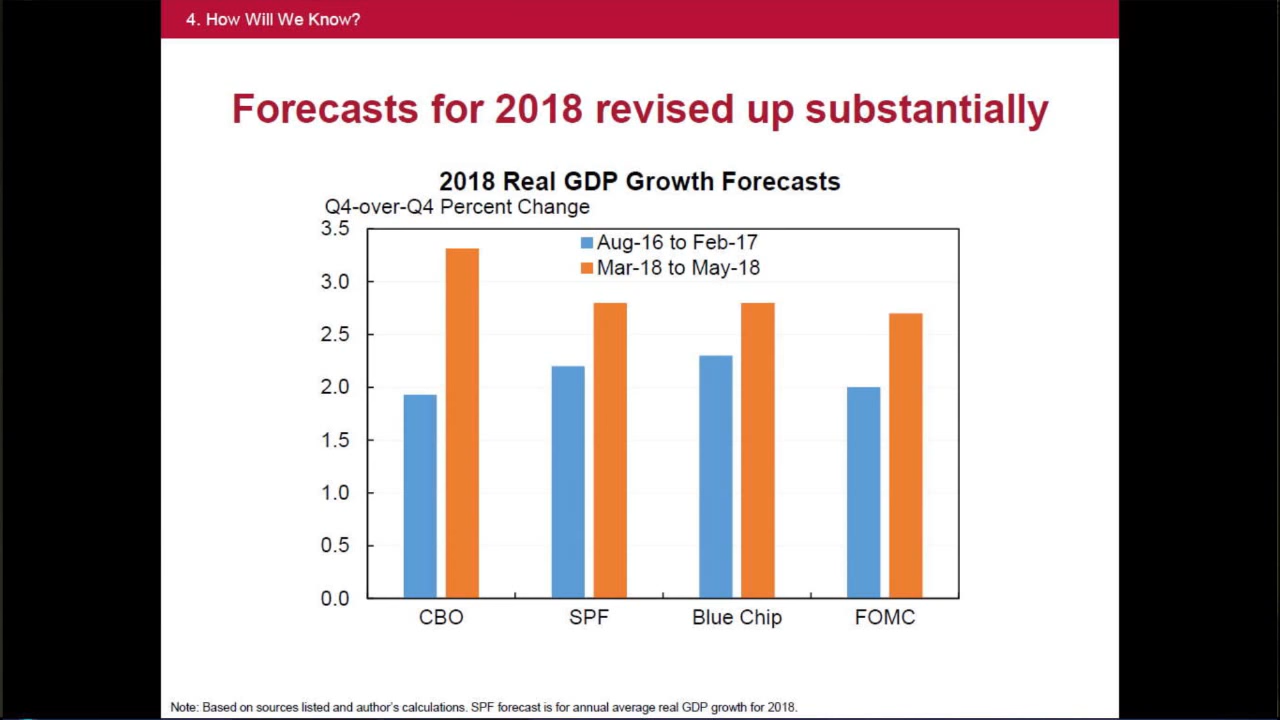 4. How Will We Know?
Forecasts for 2018 revised up substantially
2018 Real GDP Growth Forecasts
Q4-over-Q4 Percent Change
3.5
Aug-16 to Feb-17
Mar-18 to May-18
3.0
2.5
2.0
1.5
1.0
0.5
0.0
CBO SPF Blue Chip FOMC
Note: Based on sources listed and author's calculations. SPF forecast is for annual average real GDP growth for 2018.